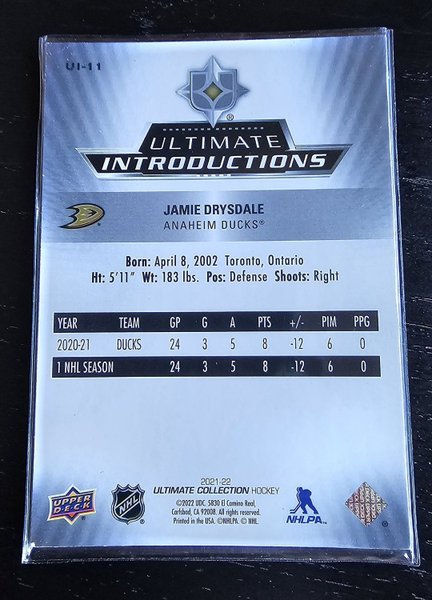 UI-11
®
ULTIMATE
INTRODUCTIONS
JAMIE DRYSDALE
ANAHEIM DUCKS®
Born: April 8, 2002 Toronto, Ontario
Ht: 5'11" Wt: 183 lbs. Pos: Defense Shoots: Right
YEAR TEAM GP G A PTS +/- PIM PPG
2020-21 DUCKS 24 3 5 8 -12 6 0
1 NHL SEASON 24 3 5 8 -12 6 0
2021-22
ULTIMATE COLLECTION HOCKEY
©2022 UDC, 5830 El Camino Real,
Carlsbad, CA 92008. All rights reserved.
Printed in the USA. ©NHLPA. © NHL.
UPPER DECK
NHL
NHLPA